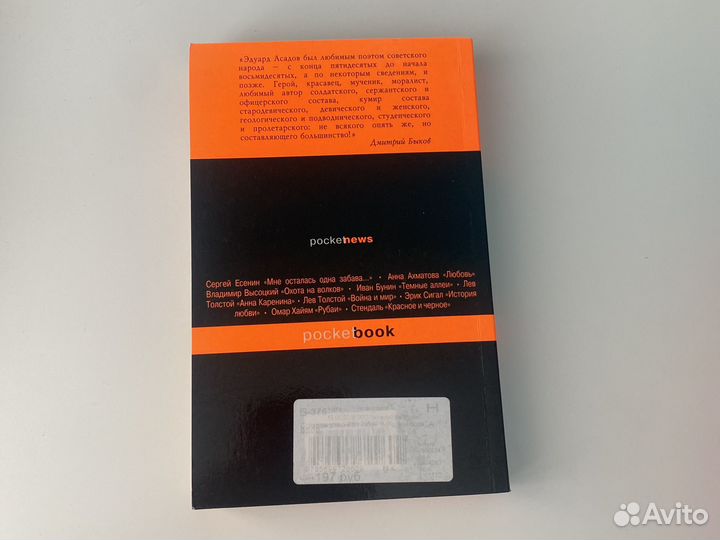 «Эдуард Асадов был любимым поэтом советского
народа — с конца пятидесятых до начала
восьмидесятых, а по некоторым сведениям, и
позже. Герой, красавец, мученик, моралист,
любимый автор солдатского, сержантского и
офицерского состава, кумир состава
стародевического, девического и женского,
геологического и подводнического, студенческого
и пролетарского: не всякого опять же, но
составляющего большинство!»
Дмитрий Быков
pocketnews
Сергей Есенин «Мне осталась одна забава...» • Анна Ахматова «Любовь»
Владимир Высоцкий «Охота на волков» • Иван Бунин «Темные аллеи» • Лев
Толстой «Анна Каренина» • Лев Толстой «Война и мир» • Эрик Сигал «История
любви» • Омар Хайям «Рубаи» • Стендаль «Красное и черное»
pocketbook
Н
197 руб
Avito